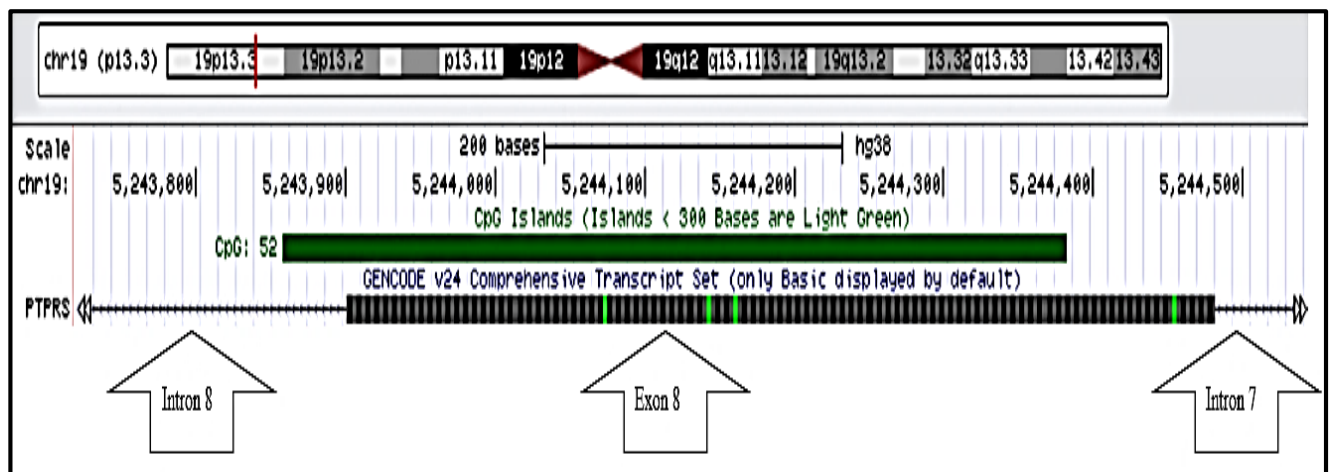 chr19 (p13.3) 19p13.3 19p13.2 p13.11 19p12 19q12 q13.11 13.12 19q13.2 13.32 q13.33 13.42 13.43
Scale 200 bases hg38
chr19: 5,243,800| 5,243,900| 5,244,000| 5,244,100| 5,244,200| 5,244,300| 5,244,400| 5,244,500|
CpG Islands (Islands < 300 Bases are Light Green)
CpG: 52
GENCODE v24 Comprehensive Transcript Set (only Basic displayed by default)
PTPRS
Intron 8 Exon 8 Intron 7